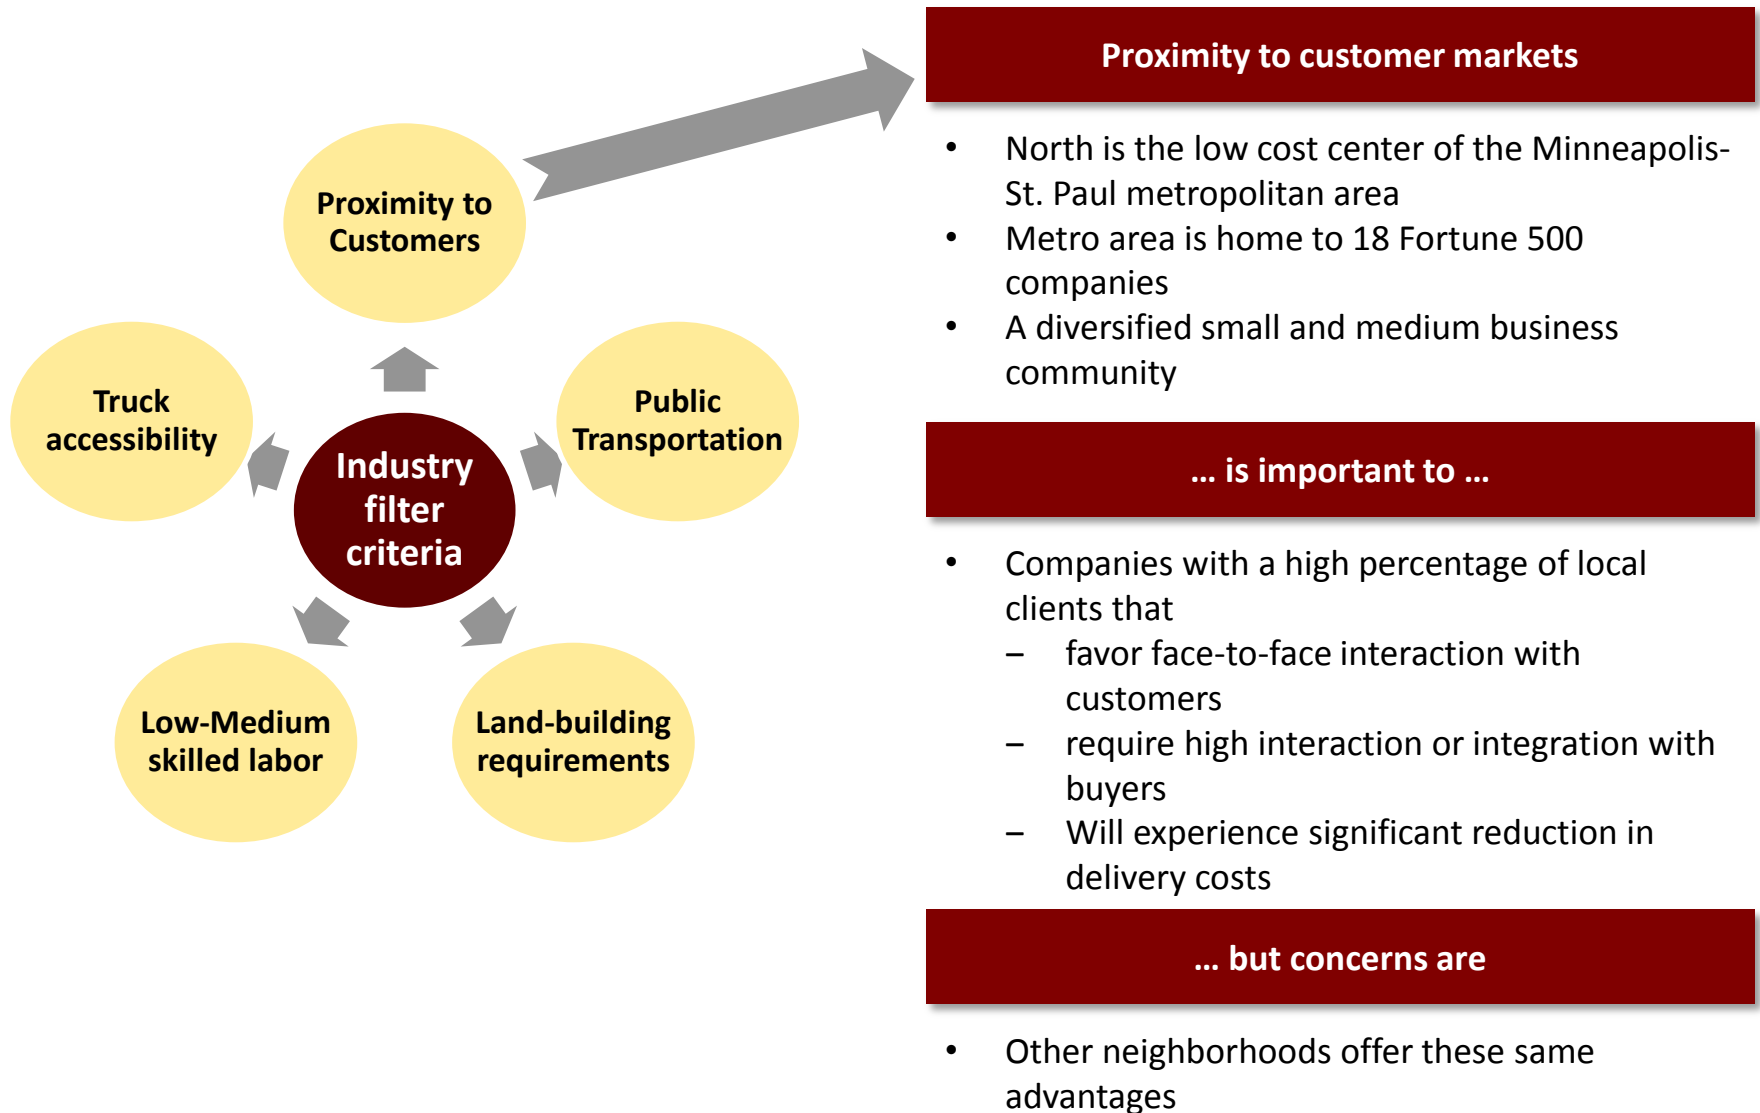 Proximity to
Customers
Truck
accessibility
Public
Transportation
Industry
filter
criteria
Low-Medium
skilled labor
Land-building
requirements
Proximity to customer markets
• North is the low cost center of the Minneapolis-
St. Paul metropolitan area
• Metro area is home to 18 Fortune 500
companies
• A diversified small and medium business
community
... is important to ...
• Companies with a high percentage of local
clients that
– favor face-to-face interaction with
customers
– require high interaction or integration with
buyers
– Will experience significant reduction in
delivery costs
... but concerns are
• Other neighborhoods offer these same
advantages